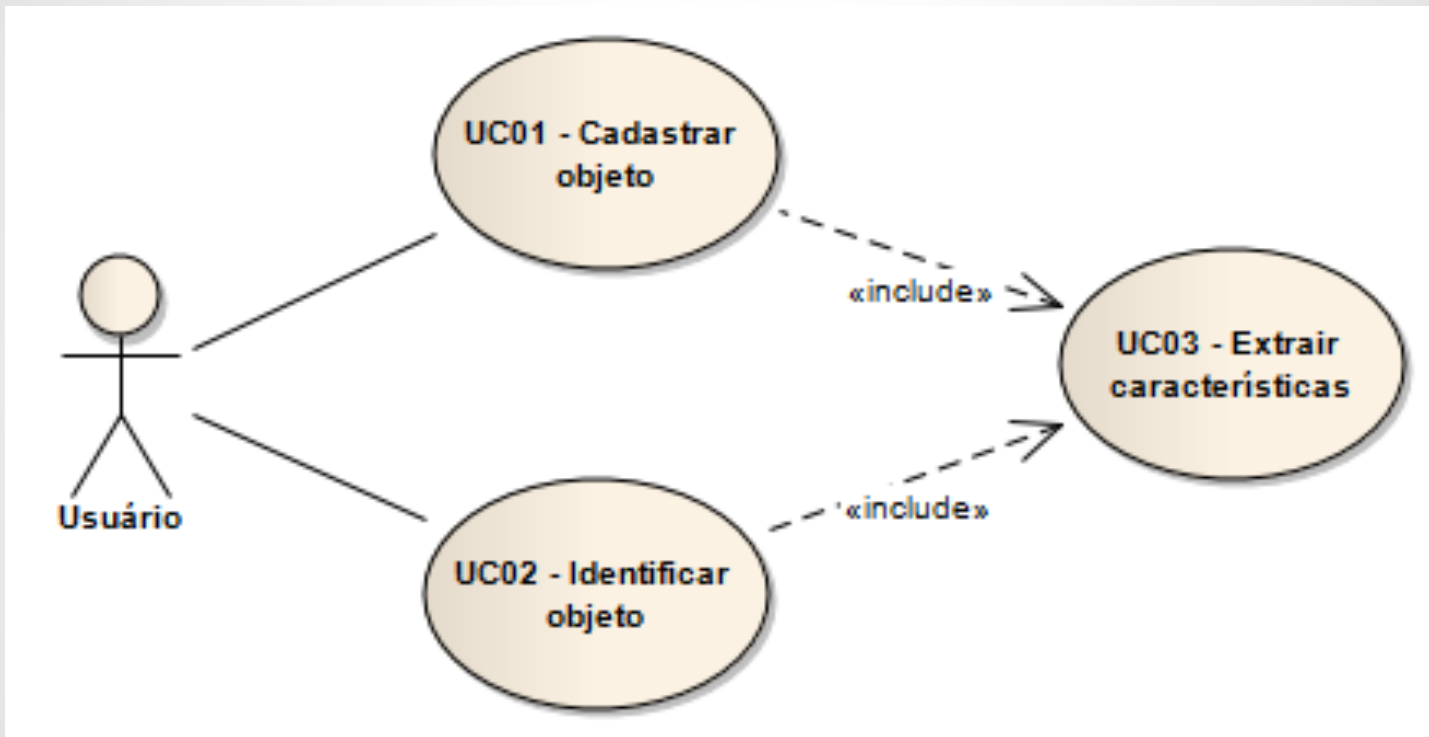 UC01 - Cadastrar
objeto
«include»
UC03 - Extrair
características
Usuário
«include»
UC02 - Identificar
objeto